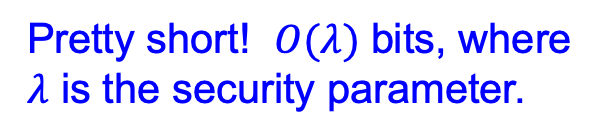 Pretty short!  𝑂(𝜆) bits, where
𝜆 is the security parameter.